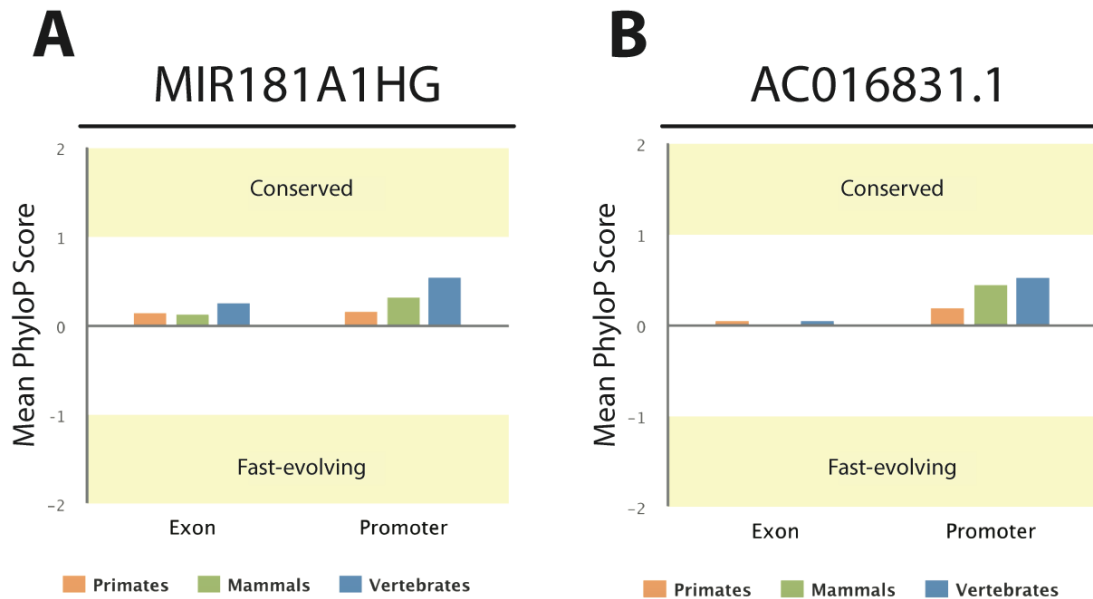 A
MIR181A1HG
Mean PhyloP Score
2
1
0
-1
-2
Conserved
Fast-evolving
Exon Promoter
Primates Mammals Vertebrates
B
AC016831.1
Mean PhyloP Score
2
1
0
-1
-2
Conserved
Fast-evolving
Exon Promoter
Primates Mammals Vertebrates